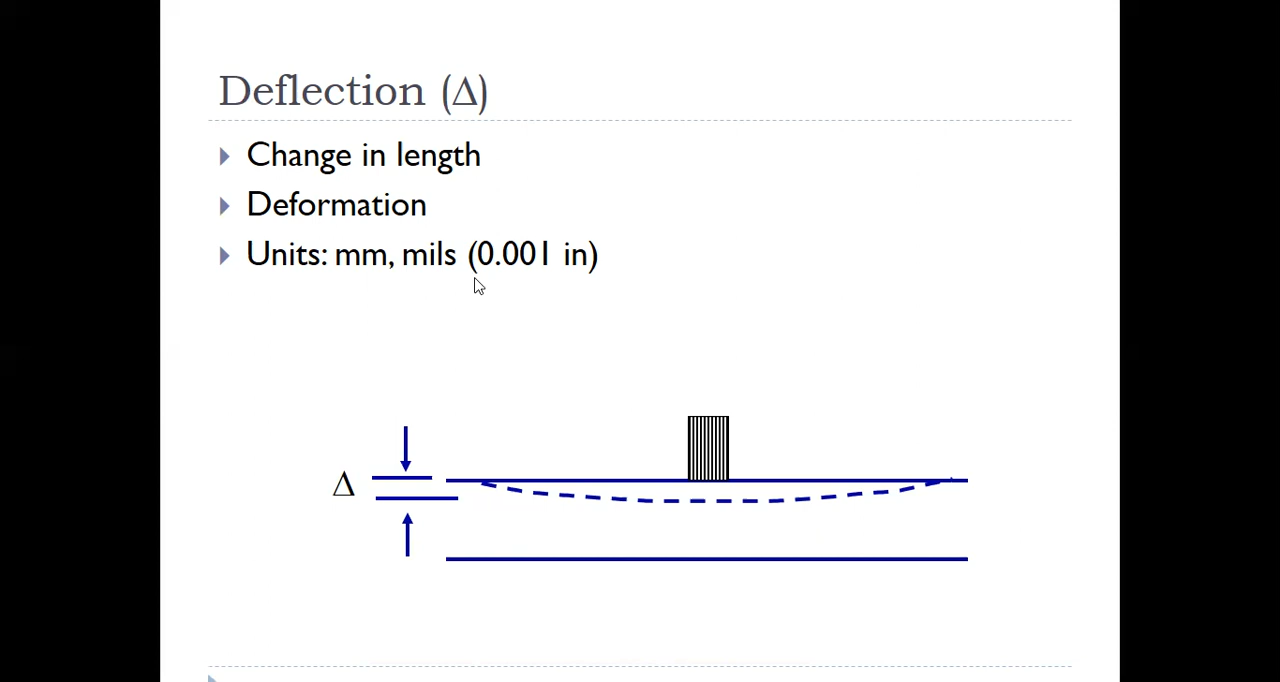 Deflection (Δ)
Change in length
Deformation
Units: mm, mils (0.001 in)
Δ